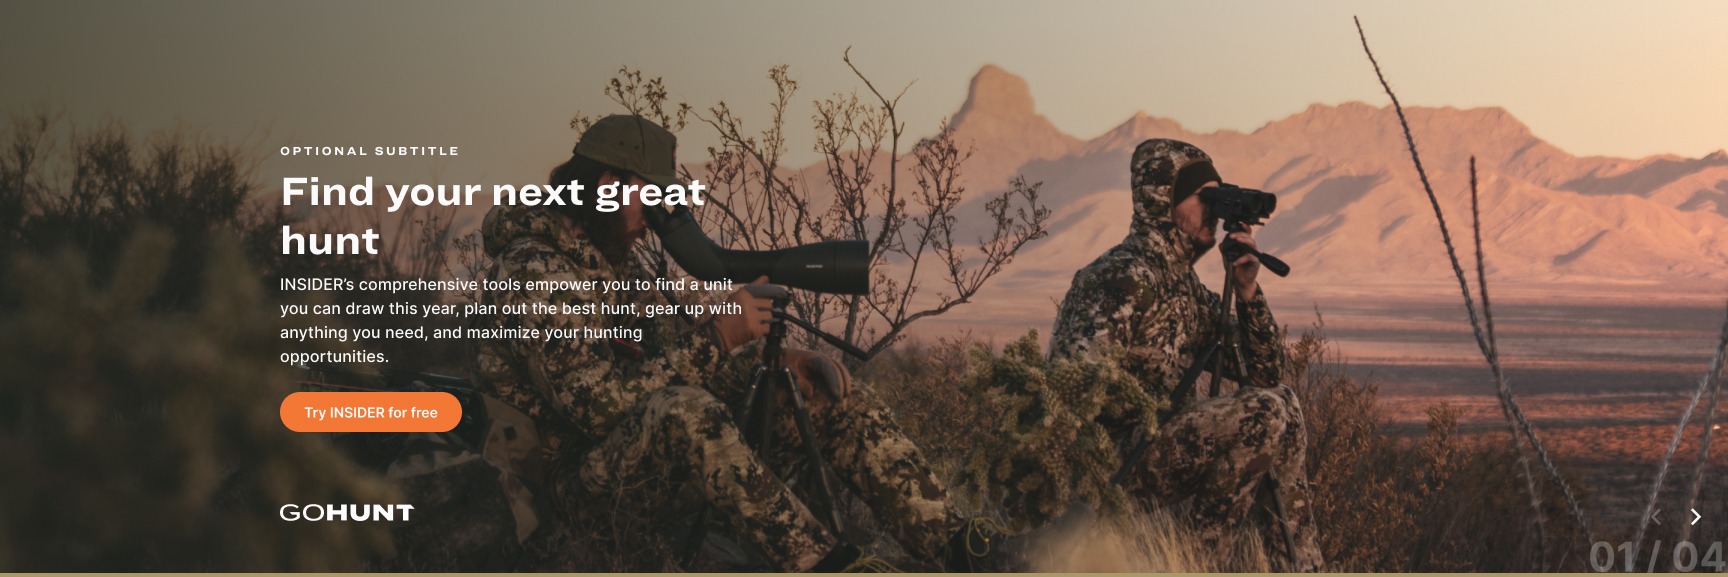 OPTIONAL SUBTITLE
Find your next great
hunt
INSIDER's comprehensive tools empower you to find a unit
you can draw this year, plan out the best hunt, gear up with
anything you need, and maximize your hunting
opportunities.
Try INSIDER for free
GOHUNT
01 / 04